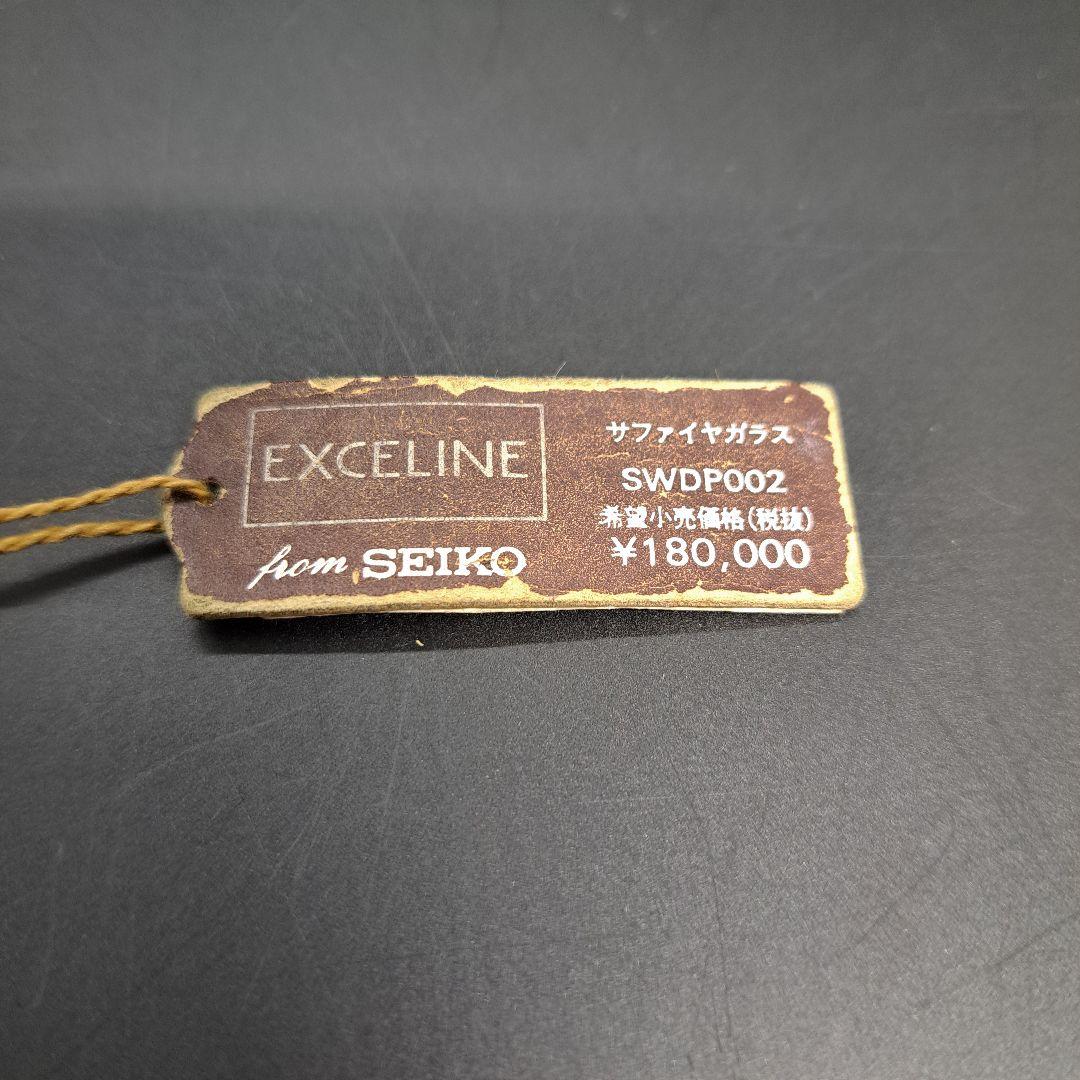 EXCELINE
from SEIKO
サファイヤガラス
SWDP002
希望小売価格(税抜)
¥180,000